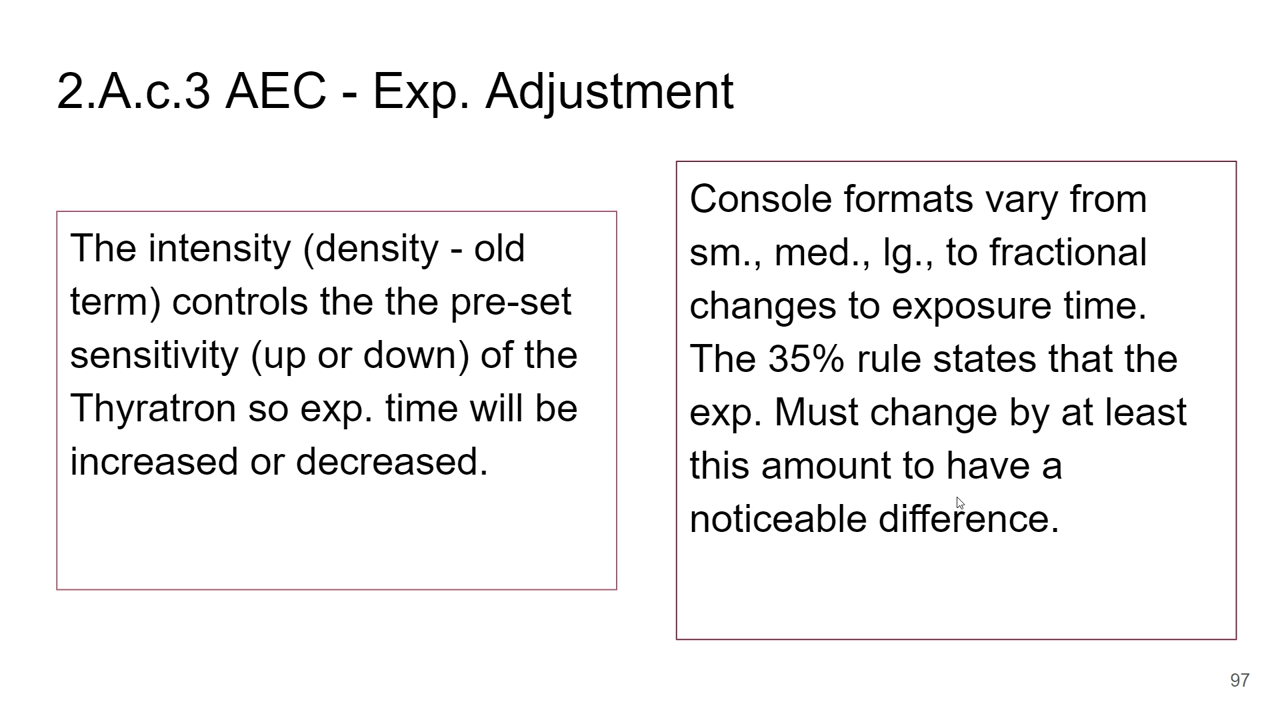 2.A.c.3 AEC - Exp. Adjustment
The intensity (density - old
term) controls the the pre-set
sensitivity (up or down) of the
Thyratron so exp. time will be
increased or decreased.
Console formats vary from
sm., med., lg., to fractional
changes to exposure time.
The 35% rule states that the
exp. Must change by at least
this amount to have a
noticeable difference.
97